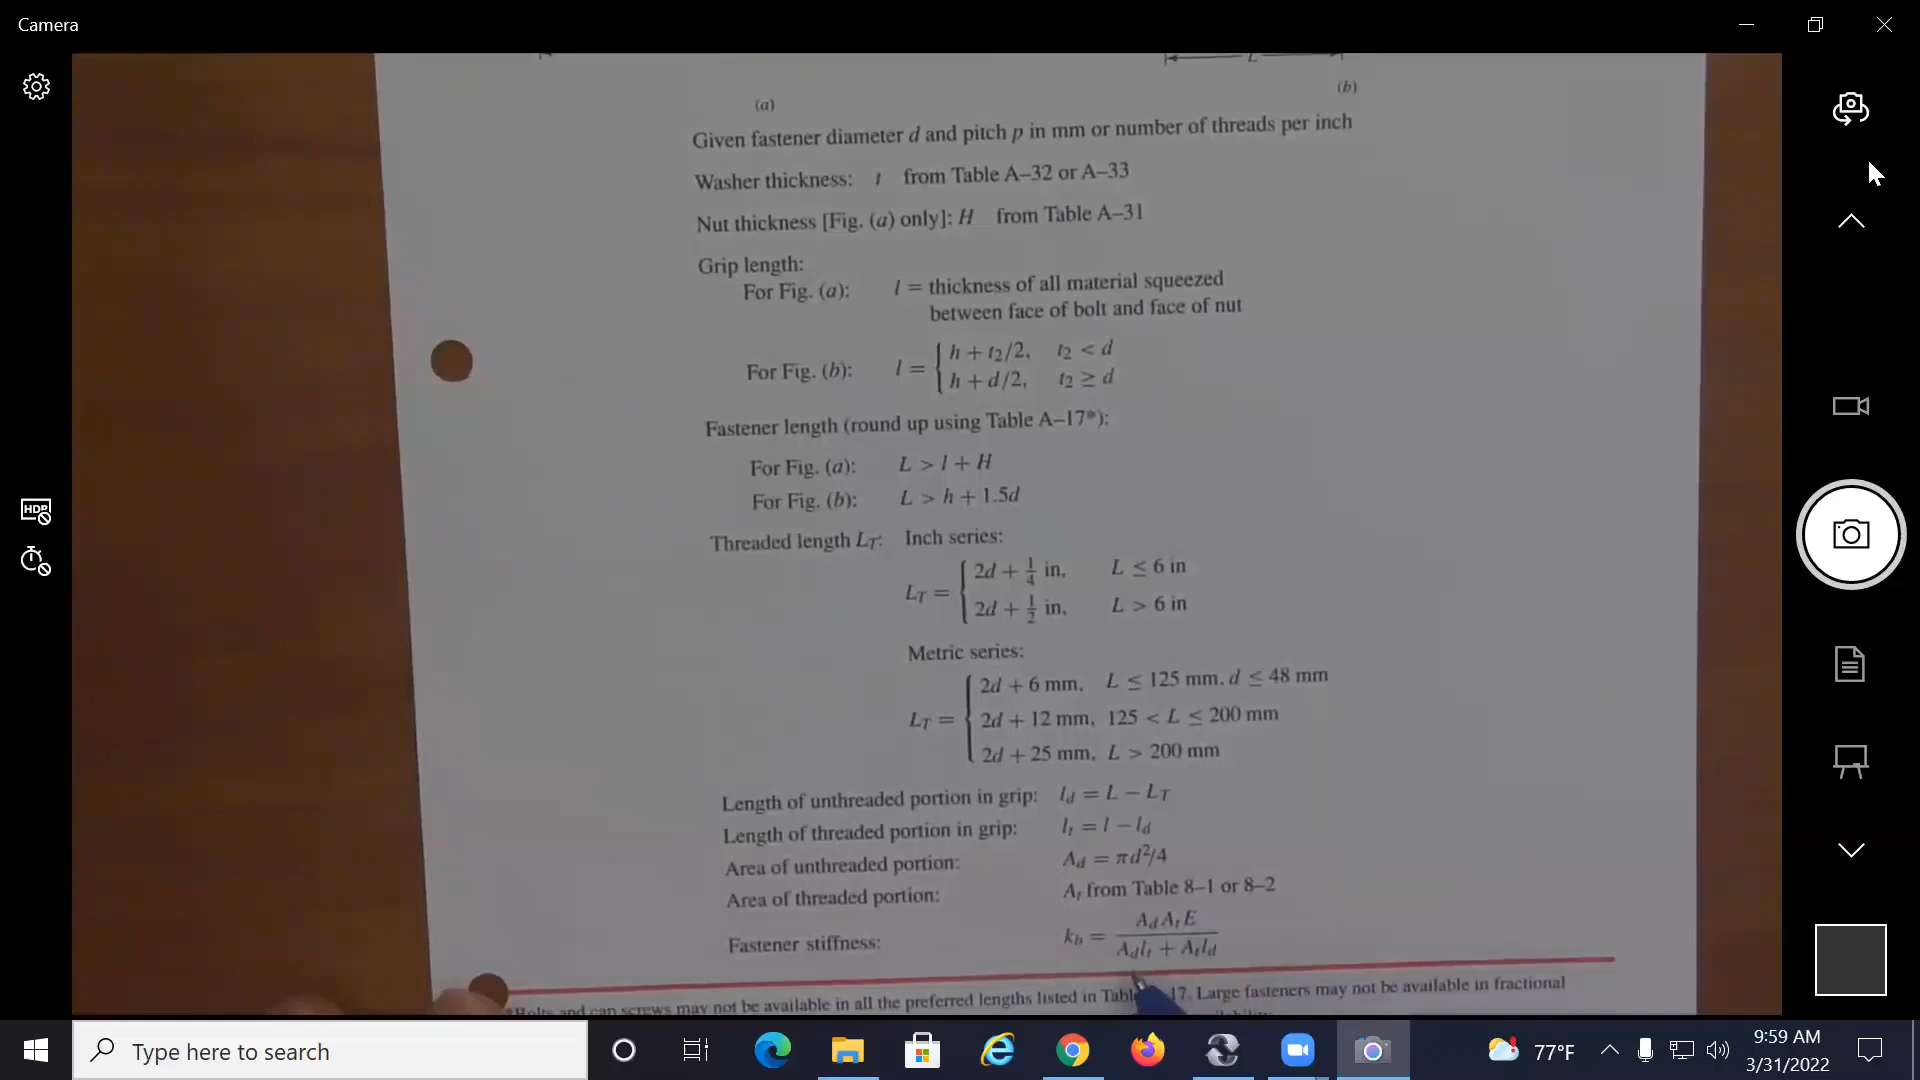 Camera
L
(a)
(b)
Given fastener diameter d and pitch p in mm or number of threads per inch
Washer thickness: t from Table A–32 or A–33
Nut thickness [Fig. (a) only]: H from Table A–31
Grip length:
For Fig. (a): l = thickness of all material squeezed
between face of bolt and face of nut
For Fig. (b): l = { h + t2/2, t2 < d
h + d/2, t2 ≥ d
Fastener length (round up using Table A–17*):
For Fig. (a): L > l + H
For Fig. (b): L > h + 1.5d
Threaded length LT: Inch series:
LT = { 2d + 1/4 in, L ≤ 6 in
2d + 1/2 in, L > 6 in
Metric series:
LT = { 2d + 6 mm, L ≤ 125 mm, d ≤ 48 mm
2d + 12 mm, 125 < L ≤ 200 mm
2d + 25 mm, L > 200 mm
Length of unthreaded portion in grip: ld = L − LT
Length of threaded portion in grip: lt = l − ld
Area of unthreaded portion: Ad = πd²/4
Area of threaded portion: At from Table 8–1 or 8–2
Fastener stiffness: kb = AdAtE / (Adlt + Atld)
*Bolts and cap screws may not be available in all the preferred lengths listed in Table 17. Large fasteners may not be available in fractional
HDR
Type here to search
77°F
9:59 AM
3/31/2022